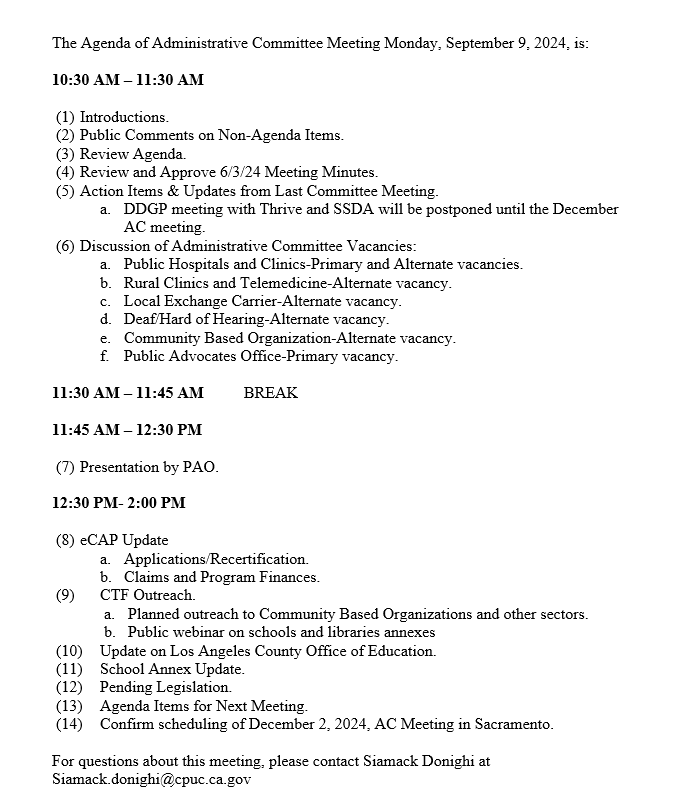 The Agenda of Administrative Committee Meeting Monday, September 9, 2024, is:
10:30 AM – 11:30 AM
(1) Introductions.
(2) Public Comments on Non-Agenda Items.
(3) Review Agenda.
(4) Review and Approve 6/3/24 Meeting Minutes.
(5) Action Items & Updates from Last Committee Meeting.
a. DDGP meeting with Thrive and SSDA will be postponed until the December
AC meeting.
(6) Discussion of Administrative Committee Vacancies:
a. Public Hospitals and Clinics-Primary and Alternate vacancies.
b. Rural Clinics and Telemedicine-Alternate vacancy.
c. Local Exchange Carrier-Alternate vacancy.
d. Deaf/Hard of Hearing-Alternate vacancy.
e. Community Based Organization-Alternate vacancy.
f. Public Advocates Office-Primary vacancy.
11:30 AM – 11:45 AM BREAK
11:45 AM – 12:30 PM
(7) Presentation by PAO.
12:30 PM- 2:00 PM
(8) eCAP Update
a. Applications/Recertification.
b. Claims and Program Finances.
(9) CTF Outreach.
a. Planned outreach to Community Based Organizations and other sectors.
b. Public webinar on schools and libraries annexes
(10) Update on Los Angeles County Office of Education.
(11) School Annex Update.
(12) Pending Legislation.
(13) Agenda Items for Next Meeting.
(14) Confirm scheduling of December 2, 2024, AC Meeting in Sacramento.
For questions about this meeting, please contact Siamack Donighi at
Siamack.donighi@cpuc.ca.gov